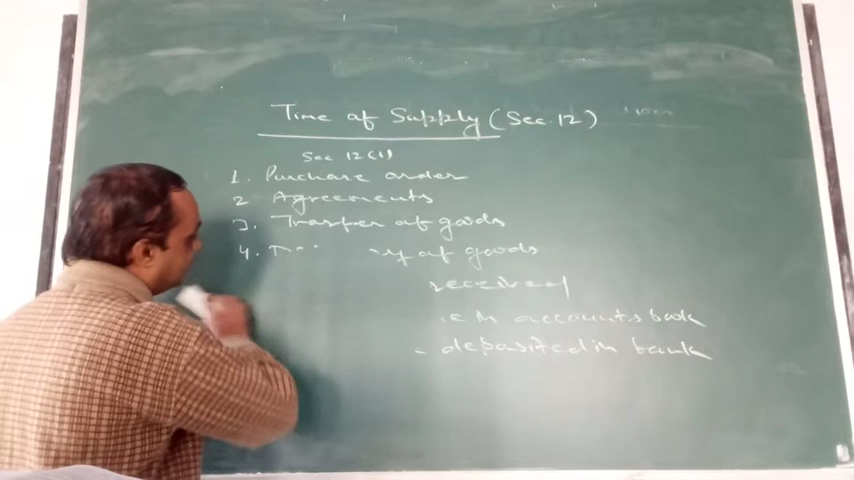 Time of Supply (Sec. 12)
Sec 12(1)
1. Purchase order
2 Agreements
3. Trasfer of goods
4. of goods
received
in accounts book
deposited in bank